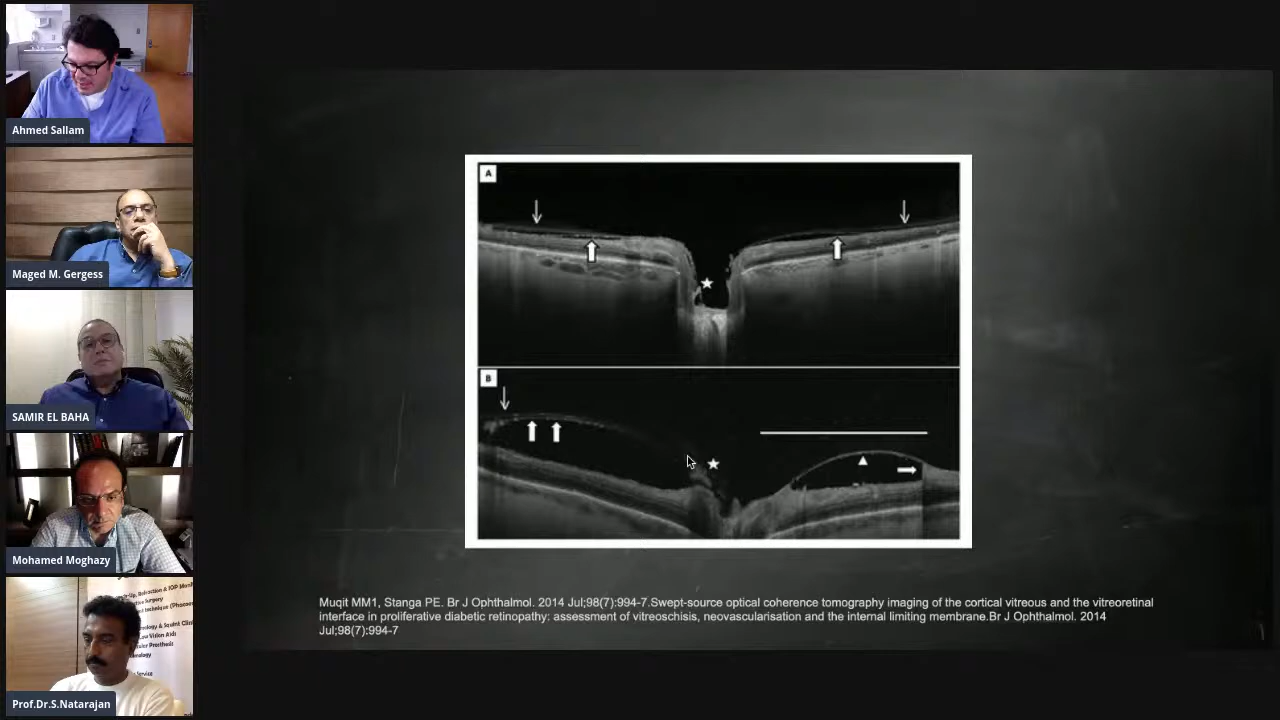 Ahmed Sallam
Maged M. Gergess
SAMIR EL BAHA
Mohamed Moghazy
Prof.Dr.S.Natarajan
A
B
Muqit MM1, Stanga PE. Br J Ophthalmol. 2014 Jul;98(7):994-7.Swept-source optical coherence tomography imaging of the cortical vitreous and the vitreoretinal
interface in proliferative diabetic retinopathy: assessment of vitreoschisis, neovascularisation and the internal limiting membrane.Br J Ophthalmol. 2014
Jul;98(7):994-7